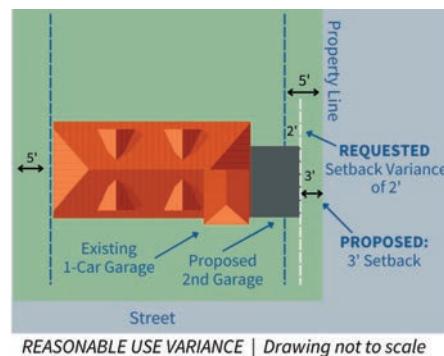 5'
Property Line
5'
2'
REQUESTED
Setback Variance
of 2'
3'
Existing
1-Car Garage
Proposed
2nd Garage
PROPOSED:
3' Setback
Street
REASONABLE USE VARIANCE | Drawing not to scale